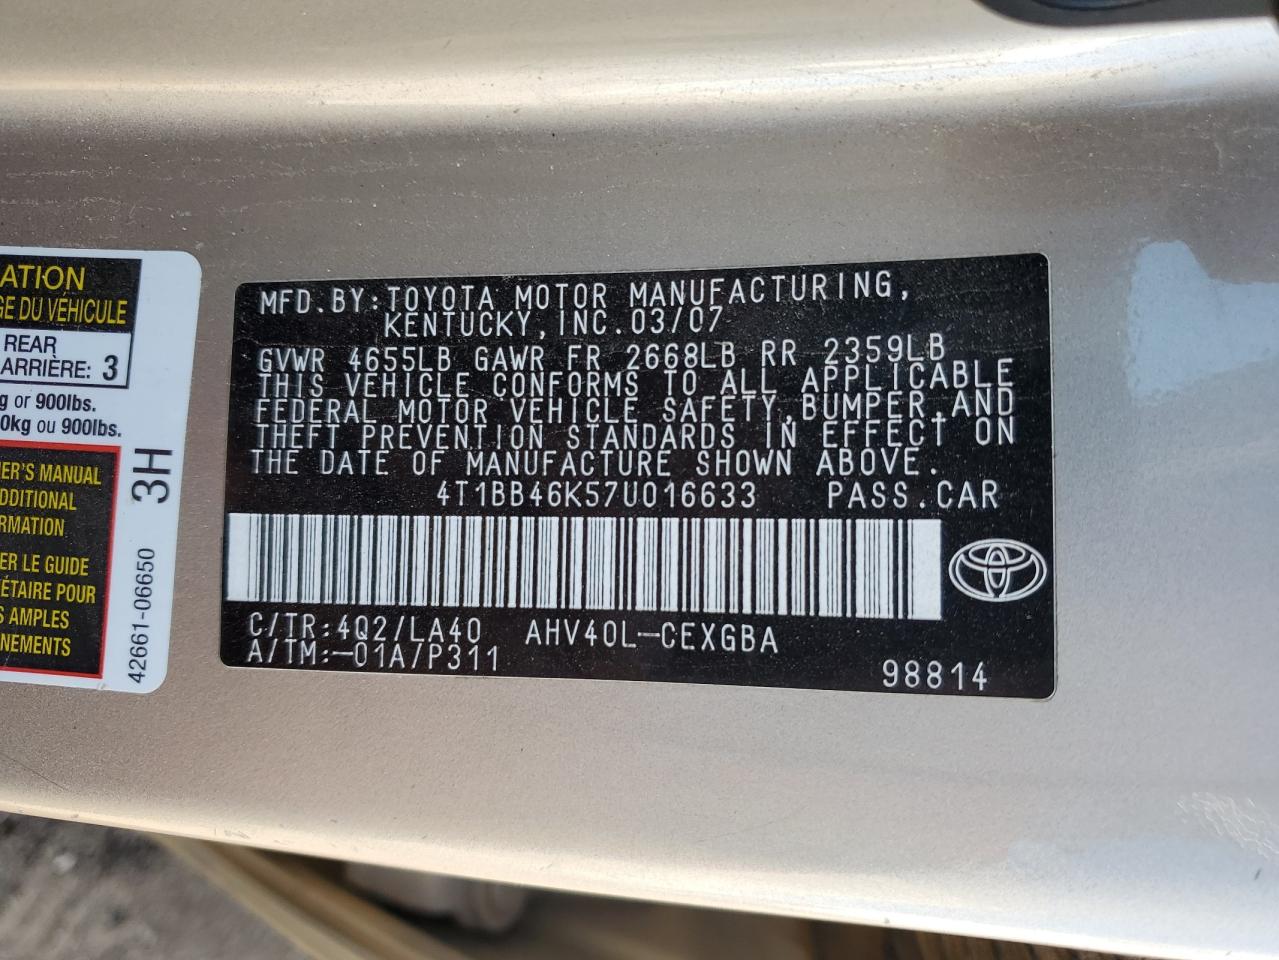 ATION
GE DU VÉHICULE
REAR
ARRIÈRE: 3
g or 900lbs.
0kg ou 900lbs.
ER'S MANUAL
ADDITIONAL
RMATION
ER LE GUIDE
ÉTAIRE POUR
S AMPLES
NEMENTS
3H
42661-06650
MFD.BY:TOYOTA MOTOR MANUFACTURING,
KENTUCKY,INC.03/07
GVWR 4655LB GAWR FR 2668LB RR 2359LB
THIS VEHICLE CONFORMS TO ALL APPLICABLE
FEDERAL MOTOR VEHICLE SAFETY,BUMPER,AND
THEFT PREVENTION STANDARDS IN EFFECT ON
THE DATE OF MANUFACTURE SHOWN ABOVE.
4T1BB46K57U016633 PASS.CAR
C/TR:4Q2/LA40 AHV40L-CEXGBA
A/TM:-01A/P311
98814